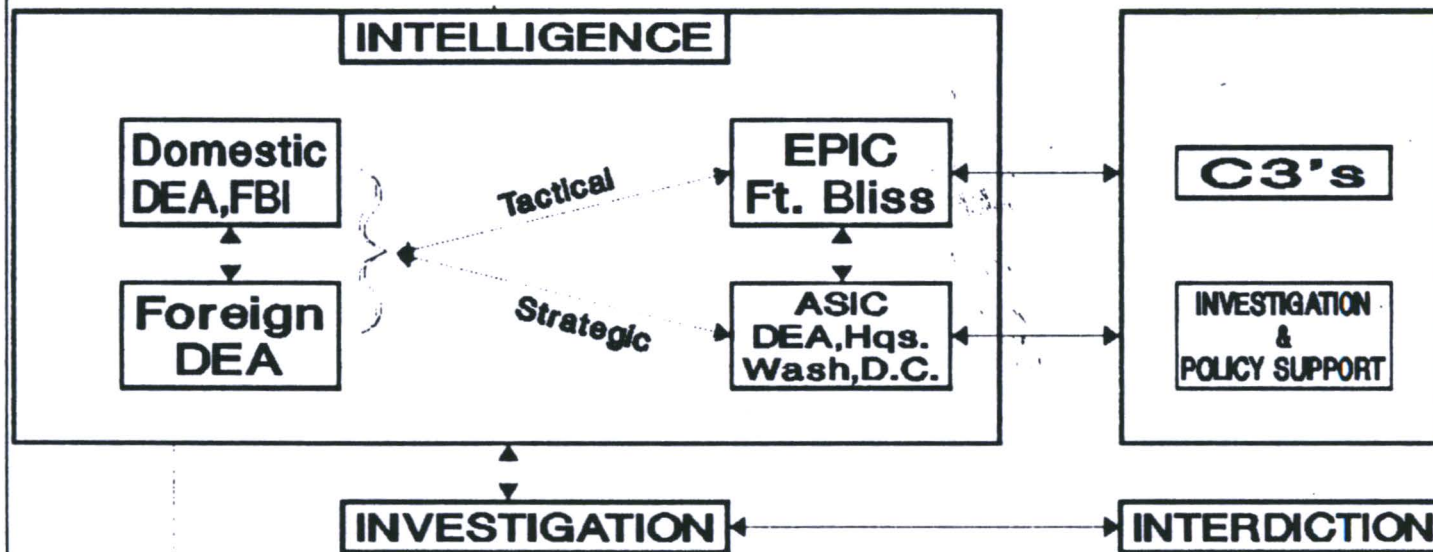 INTELLIGENCE
Domestic
DEA,FBI
Foreign
DEA
Tactical
Strategic
EPIC
Ft. Bliss
ASIC
DEA,Hqs.
Wash,D.C.
C3's
INVESTIGATION
&
POLICY SUPPORT
INVESTIGATION
INTERDICTION